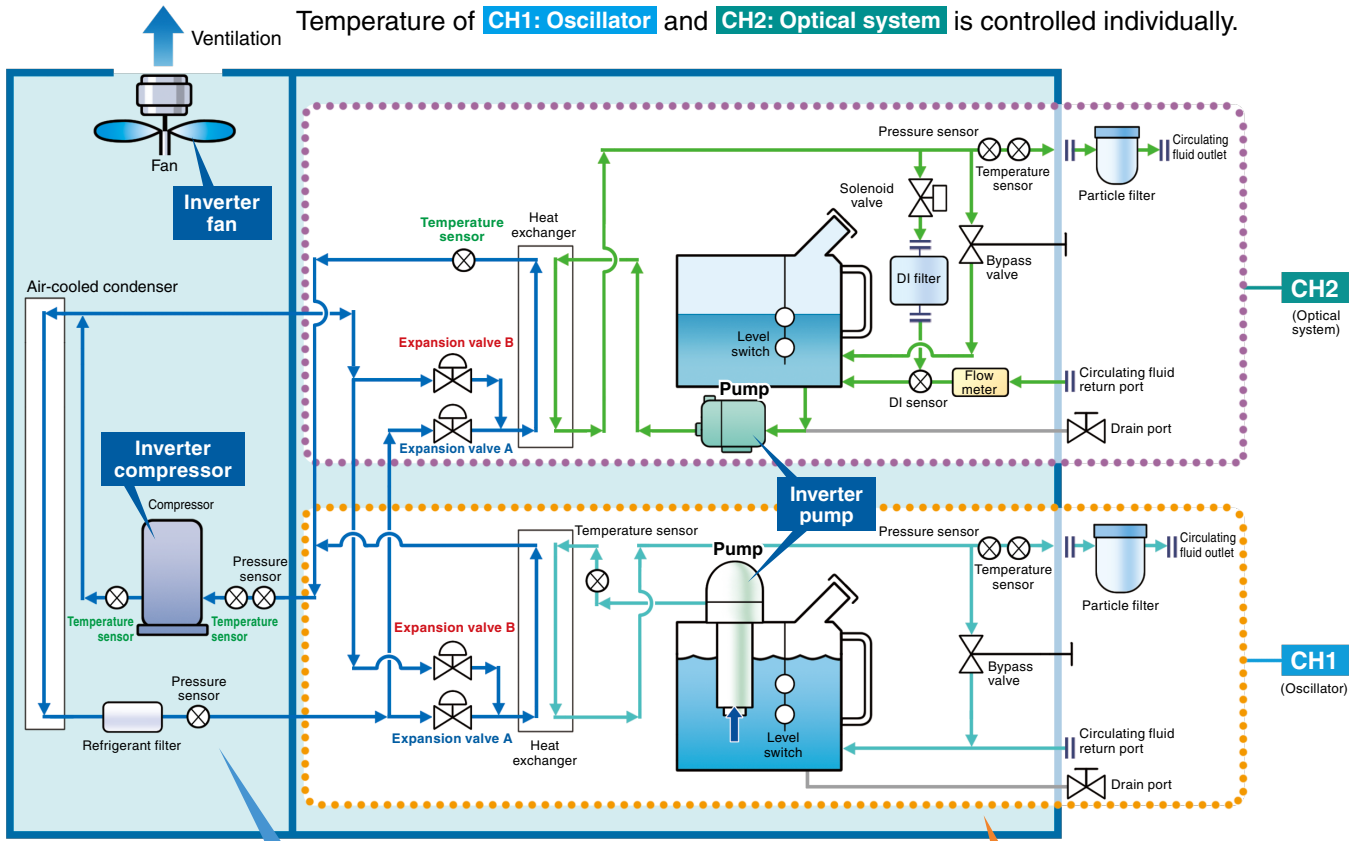 Temperature of CH1: Oscillator and CH2: Optical system is controlled individually.
Ventilation
Fan
Inverter
fan
Air-cooled condenser
Inverter
compressor
Compressor
Pressure
sensor
Temperature
sensor
Temperature
sensor
Pressure
sensor
Refrigerant filter
Temperature
sensor
Heat
exchanger
Expansion valve B
Expansion valve A
Pressure sensor
Temperature
sensor
Circulating
fluid outlet
Particle filter
Solenoid
valve
DI filter
Bypass
valve
Level
switch
Pump
DI sensor
Flow
meter
Circulating fluid
return port
Drain port
CH2
(Optical
system)
Inverter
pump
Temperature sensor
Pump
Pressure sensor
Temperature
sensor
Circulating
fluid outlet
Particle filter
Expansion valve B
Expansion valve A
Heat
exchanger
Level
switch
Bypass
valve
Circulating fluid
return port
Drain port
CH1
(Oscillator)